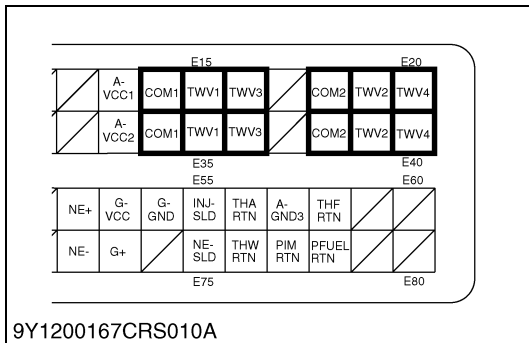 E15 E20
A-VCC1 COM1 TWV1 TWV3 COM2 TWV2 TWV4
A-VCC2 COM1 TWV1 TWV3 COM2 TWV2 TWV4
E35 E40
E55 E60
NE+ G-VCC G-GND INJ-SLD THA RTN A-GND3 THF RTN
NE- G+ NE-SLD THW RTN PIM RTN PFUEL RTN
E75 E80
9Y1200167CRS010A